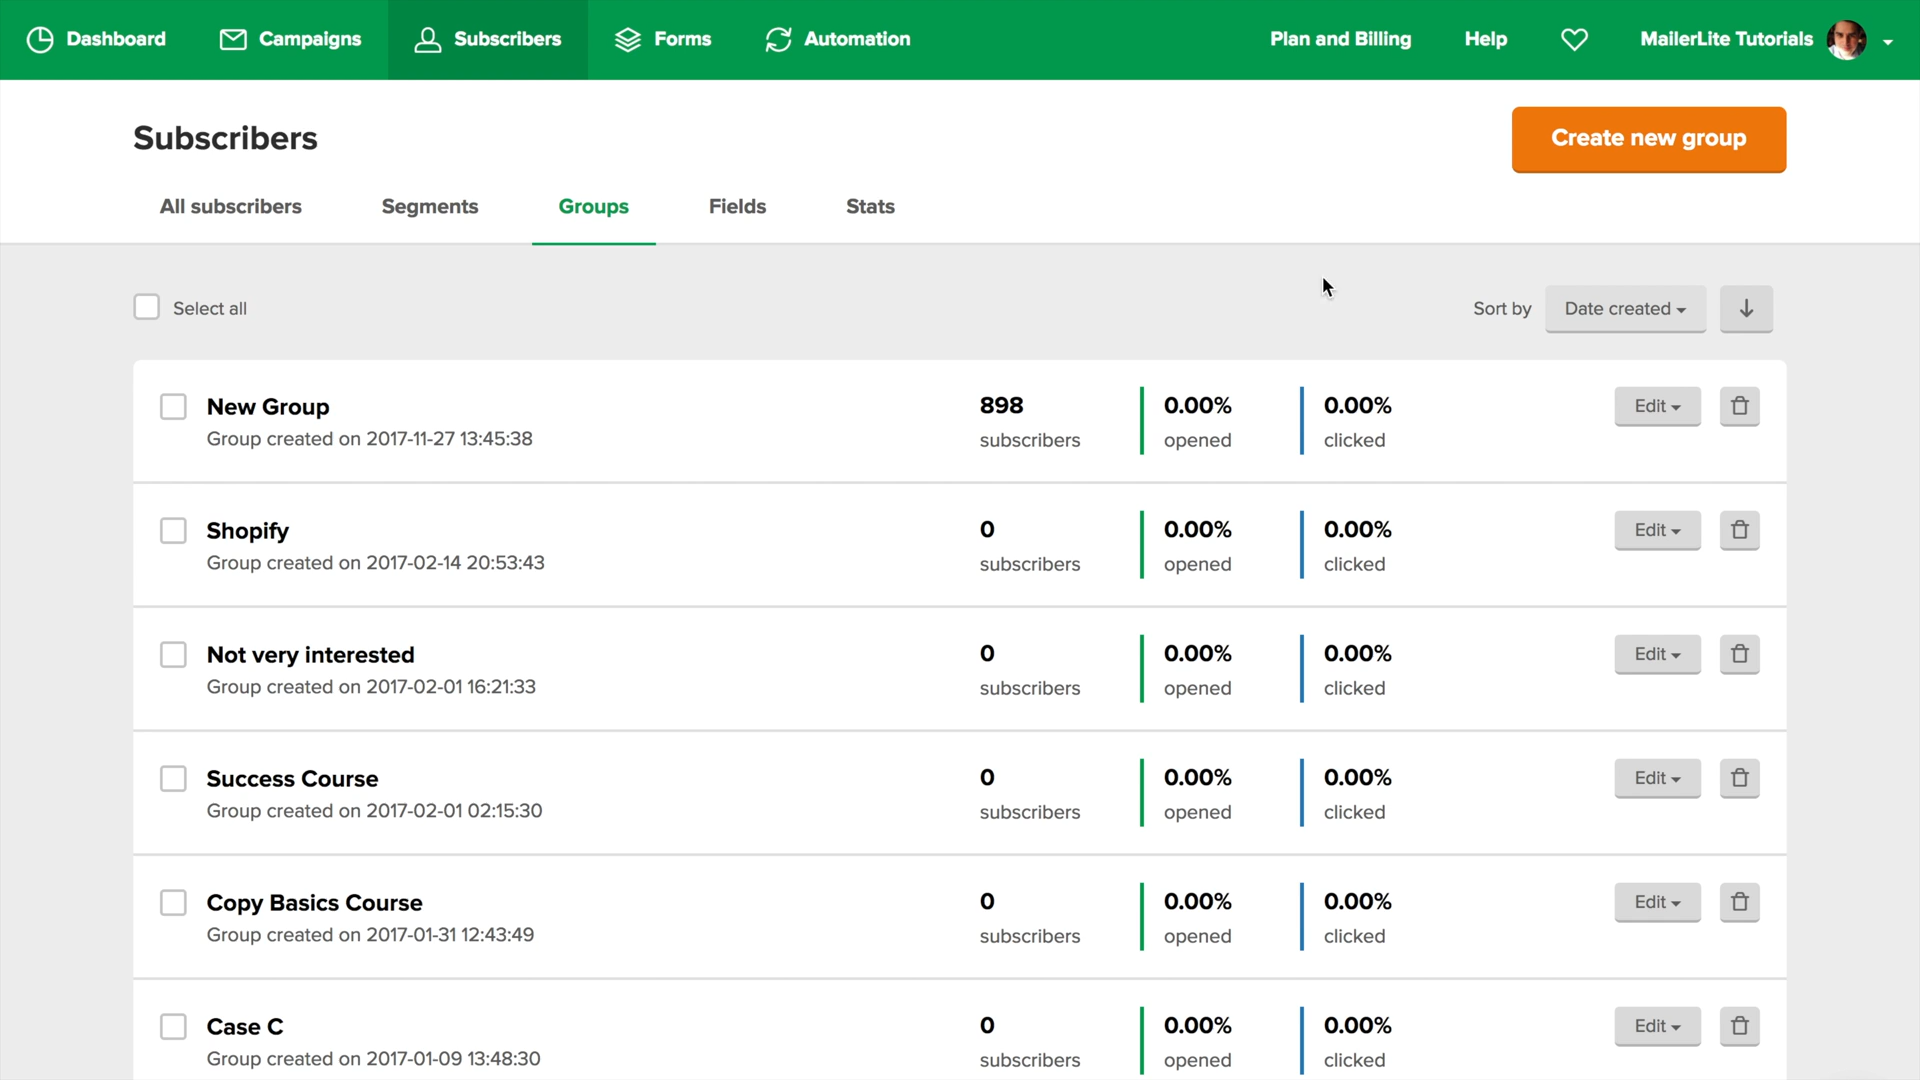 Dashboard Campaigns Subscribers Forms Automation Plan and Billing Help MailerLite Tutorials
Subscribers
Create new group
All subscribers Segments Groups Fields Stats
Select all Sort by Date created
New Group 898 0.00% 0.00% Edit
Group created on 2017-11-27 13:45:38 subscribers opened clicked
Shopify 0 0.00% 0.00% Edit
Group created on 2017-02-14 20:53:43 subscribers opened clicked
Not very interested 0 0.00% 0.00% Edit
Group created on 2017-02-01 16:21:33 subscribers opened clicked
Success Course 0 0.00% 0.00% Edit
Group created on 2017-02-01 02:15:30 subscribers opened clicked
Copy Basics Course 0 0.00% 0.00% Edit
Group created on 2017-01-31 12:43:49 subscribers opened clicked
Case C 0 0.00% 0.00% Edit
Group created on 2017-01-09 13:48:30 subscribers opened clicked